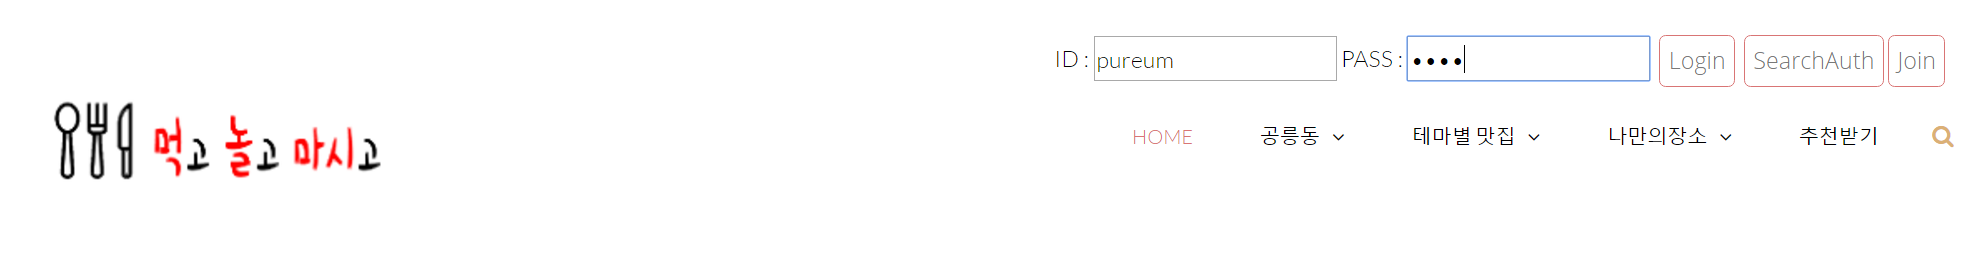 ID : pureum PASS : •••• Login SearchAuth Join
먹고 놀고 마시고
HOME 공릉동 테마별 맛집 나만의장소 추천받기